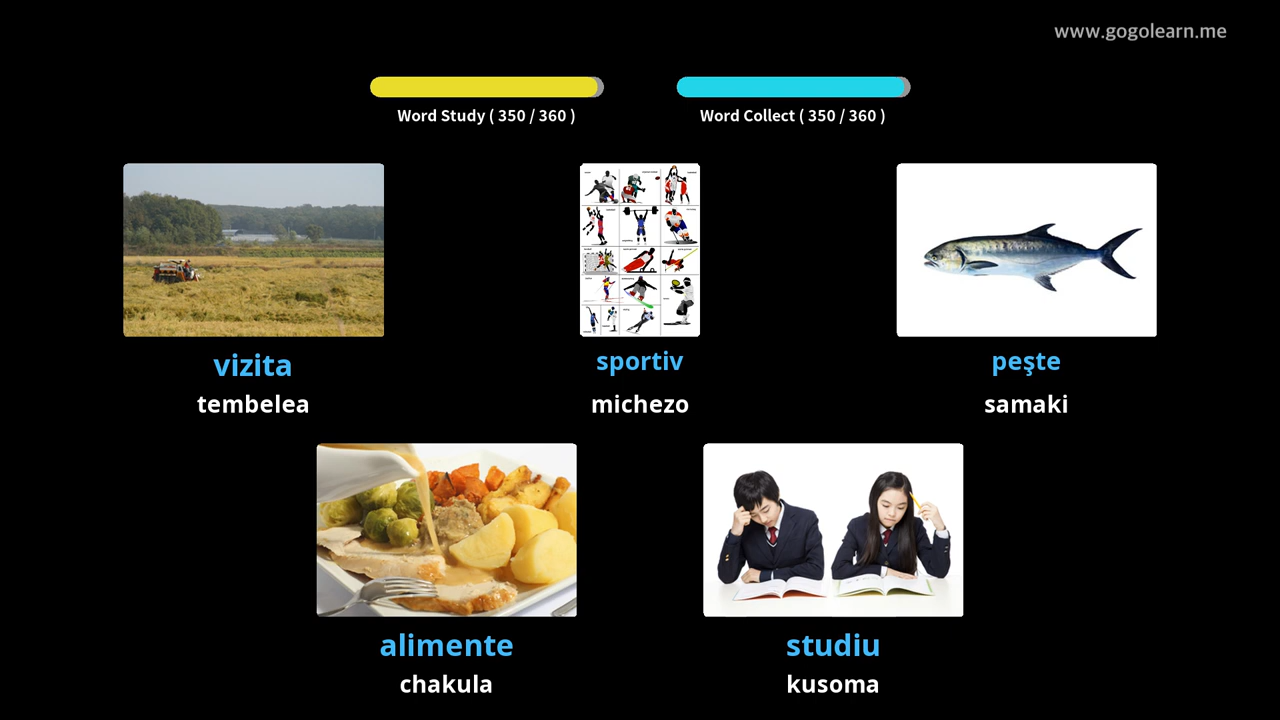 www.gogolearn.me
Word Study ( 350 / 360 )
Word Collect ( 350 / 360 )
vizita
tembelea
sportiv
michezo
peşte
samaki
alimente
chakula
studiu
kusoma